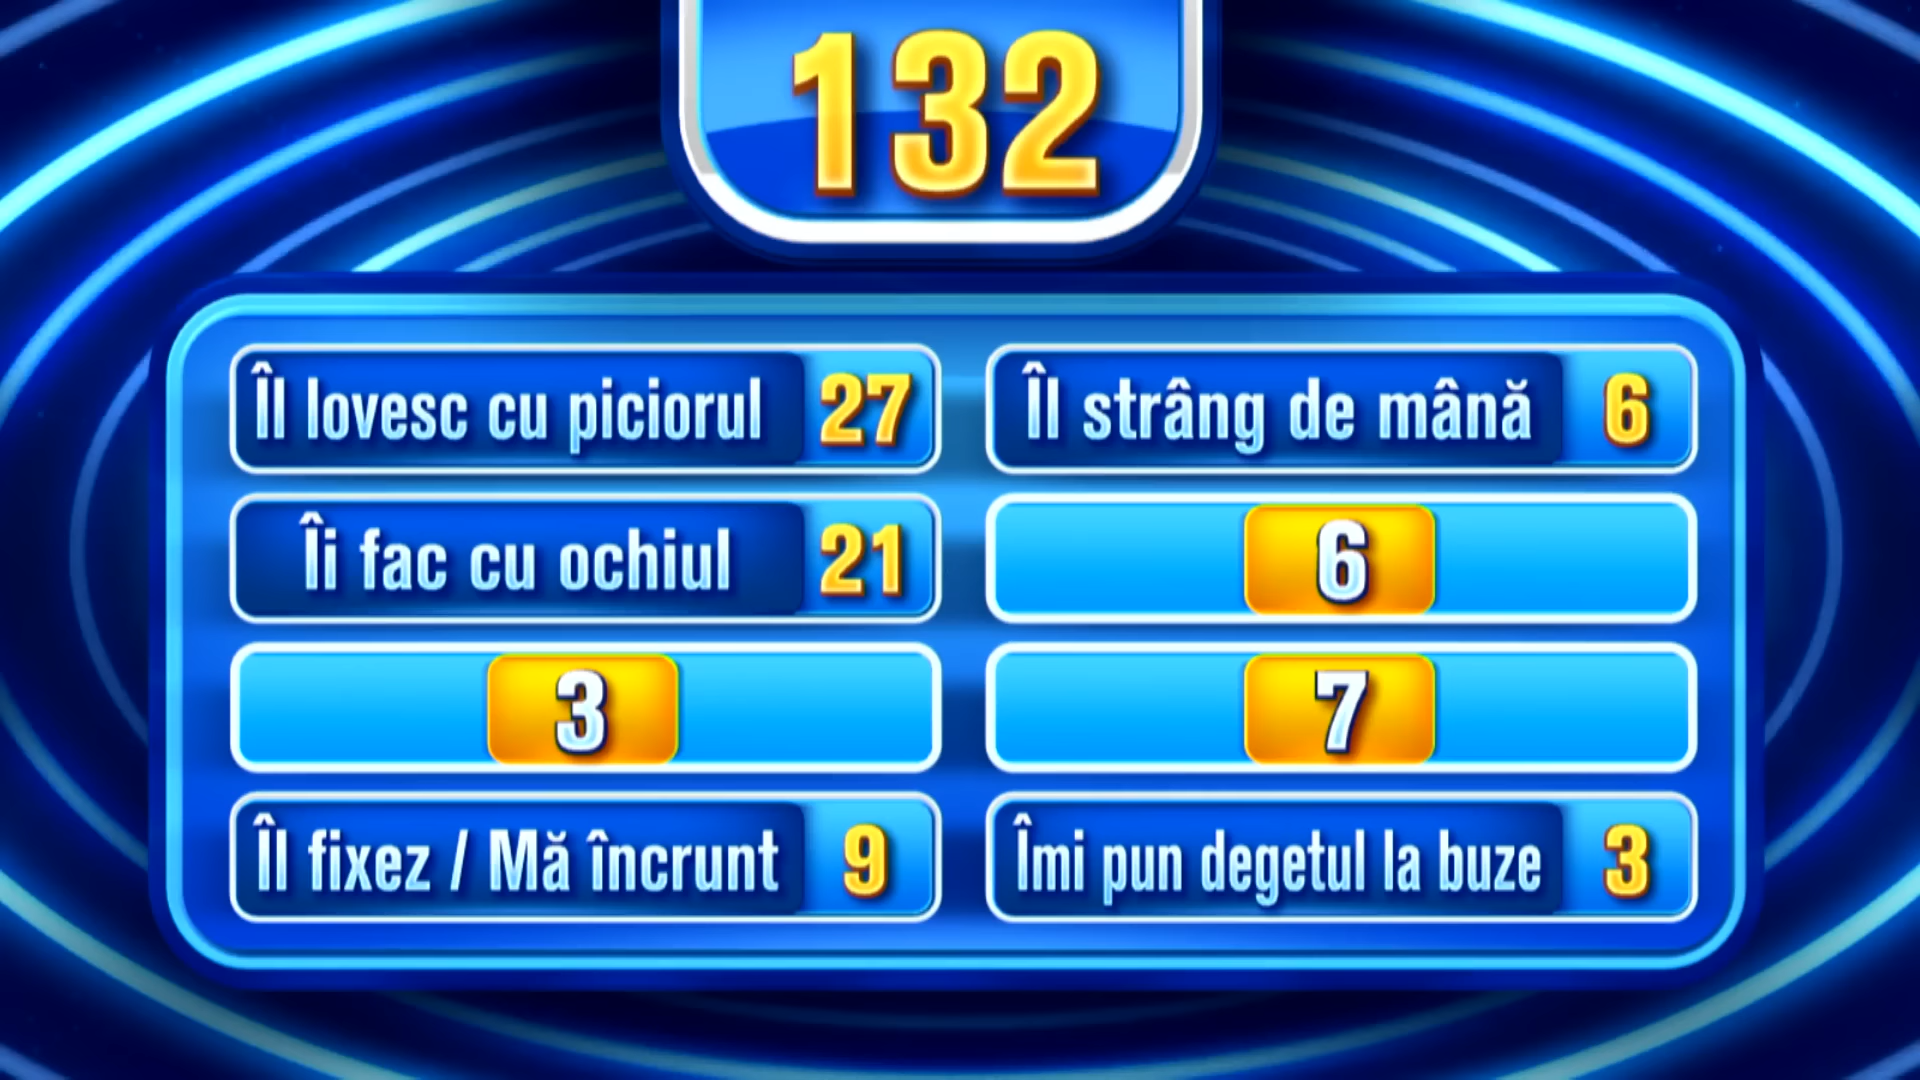 132
Îl lovesc cu piciorul 27
Îl strâng de mână 6
Îi fac cu ochiul 21
6
3
7
Îl fixez / Mă încrunt 9
Îmi pun degetul la buze 3